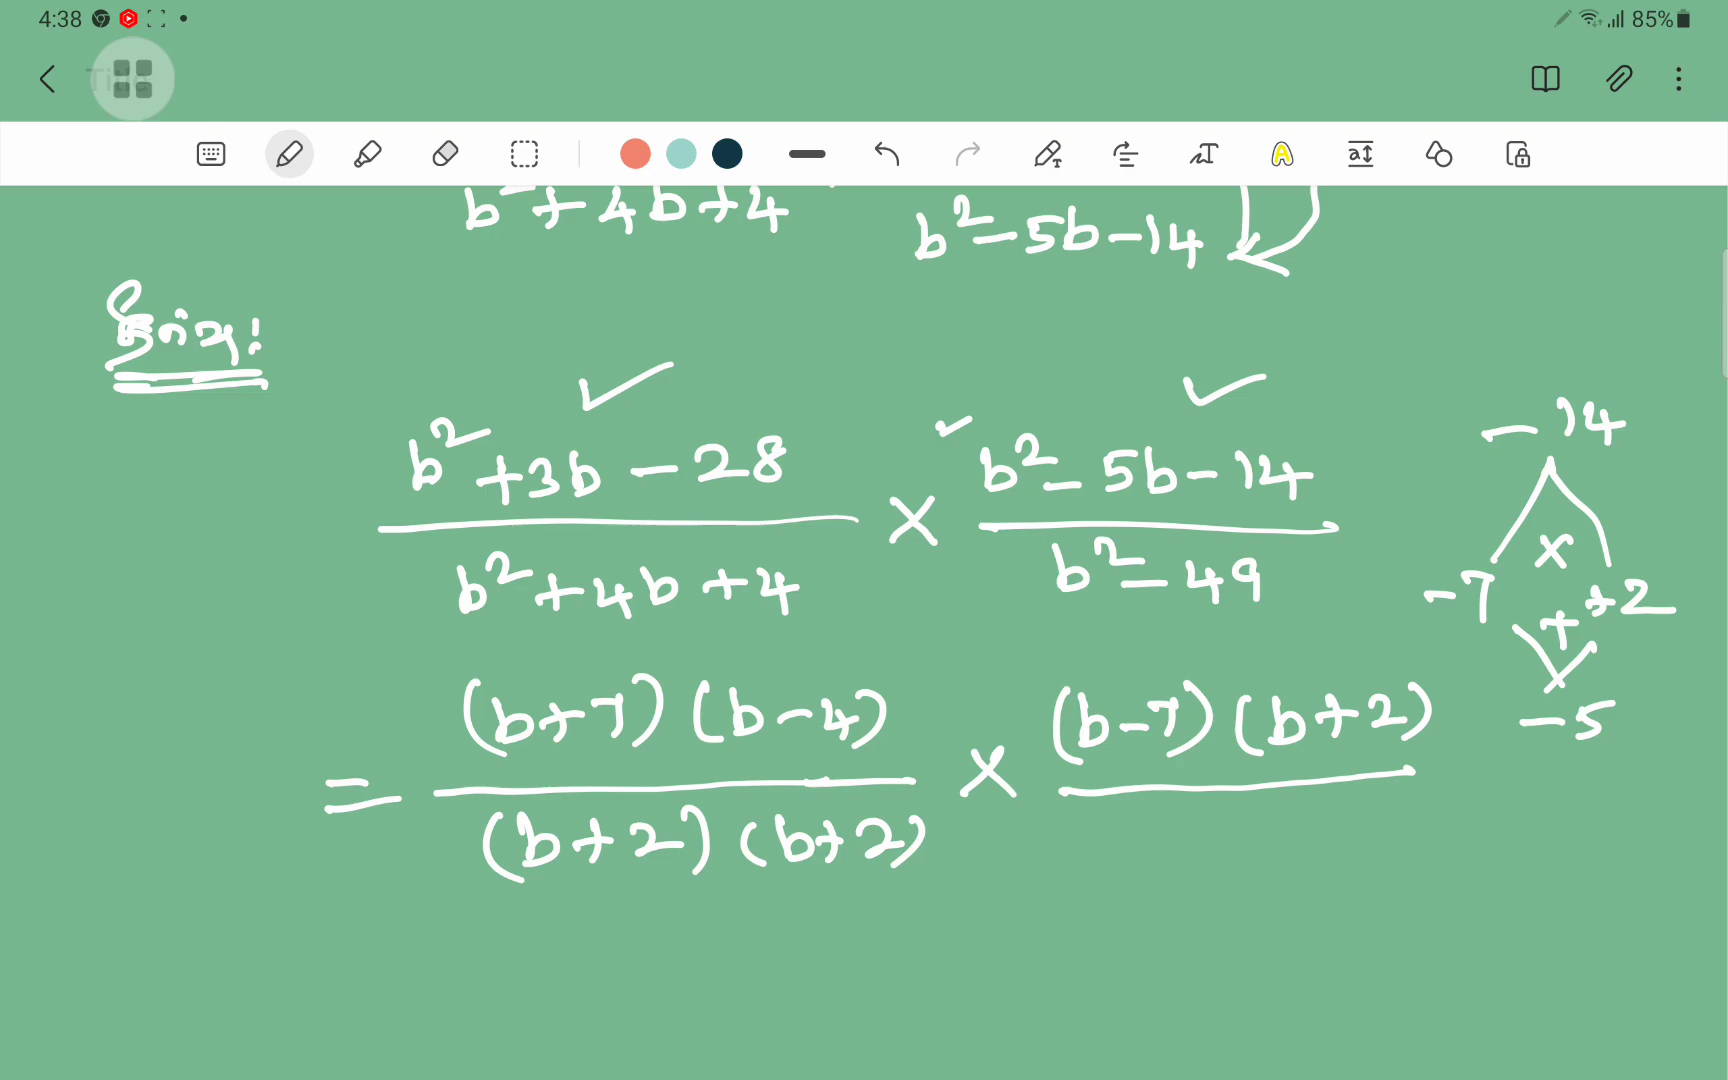 4:38 85%
Title
b² + 4b + 4
b² - 5b - 14
தீர்வு:
b² + 3b - 28 / b² + 4b + 4 × b² - 5b - 14 / b² - 49
- 14
×
- 7 + + 2
- 5
= (b+7)(b-4) / (b+2)(b+2) × (b-7)(b+2)